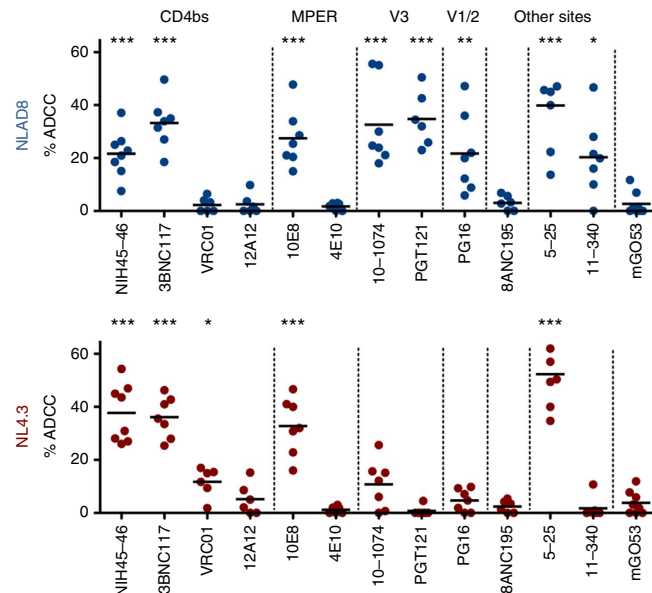 CD4bs MPER V3 V1/2 Other sites
*** *** *** *** *** ** *** *
NLAD8
% ADCC
60
40
20
0
NIH45–46 3BNC117 VRC01 12A12 10E8 4E10 10–1074 PGT121 PG16 8ANC195 5–25 11–340 mGO53
*** *** * *** ***
NL4.3
% ADCC
60
40
20
0
NIH45–46 3BNC117 VRC01 12A12 10E8 4E10 10–1074 PGT121 PG16 8ANC195 5–25 11–340 mGO53